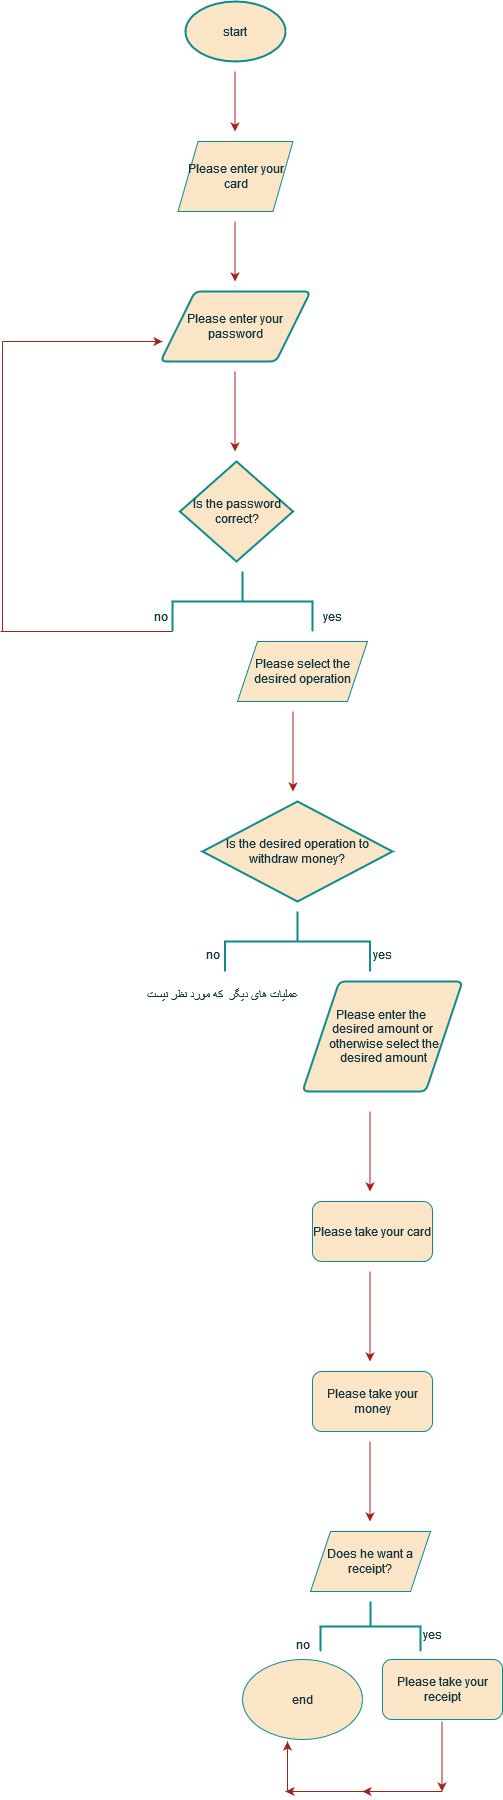 start
Please enter your
card
Please enter your
password
Is the password
correct?
no
yes
Please select the
desired operation
Is the desired operation to
withdraw money?
no
yes
عملیات های دیگر که مورد نظر نیست
Please enter the
desired amount or
otherwise select the
desired amount
Please take your card
Please take your
money
Does he want a
receipt?
no
yes
end
Please take your
receipt